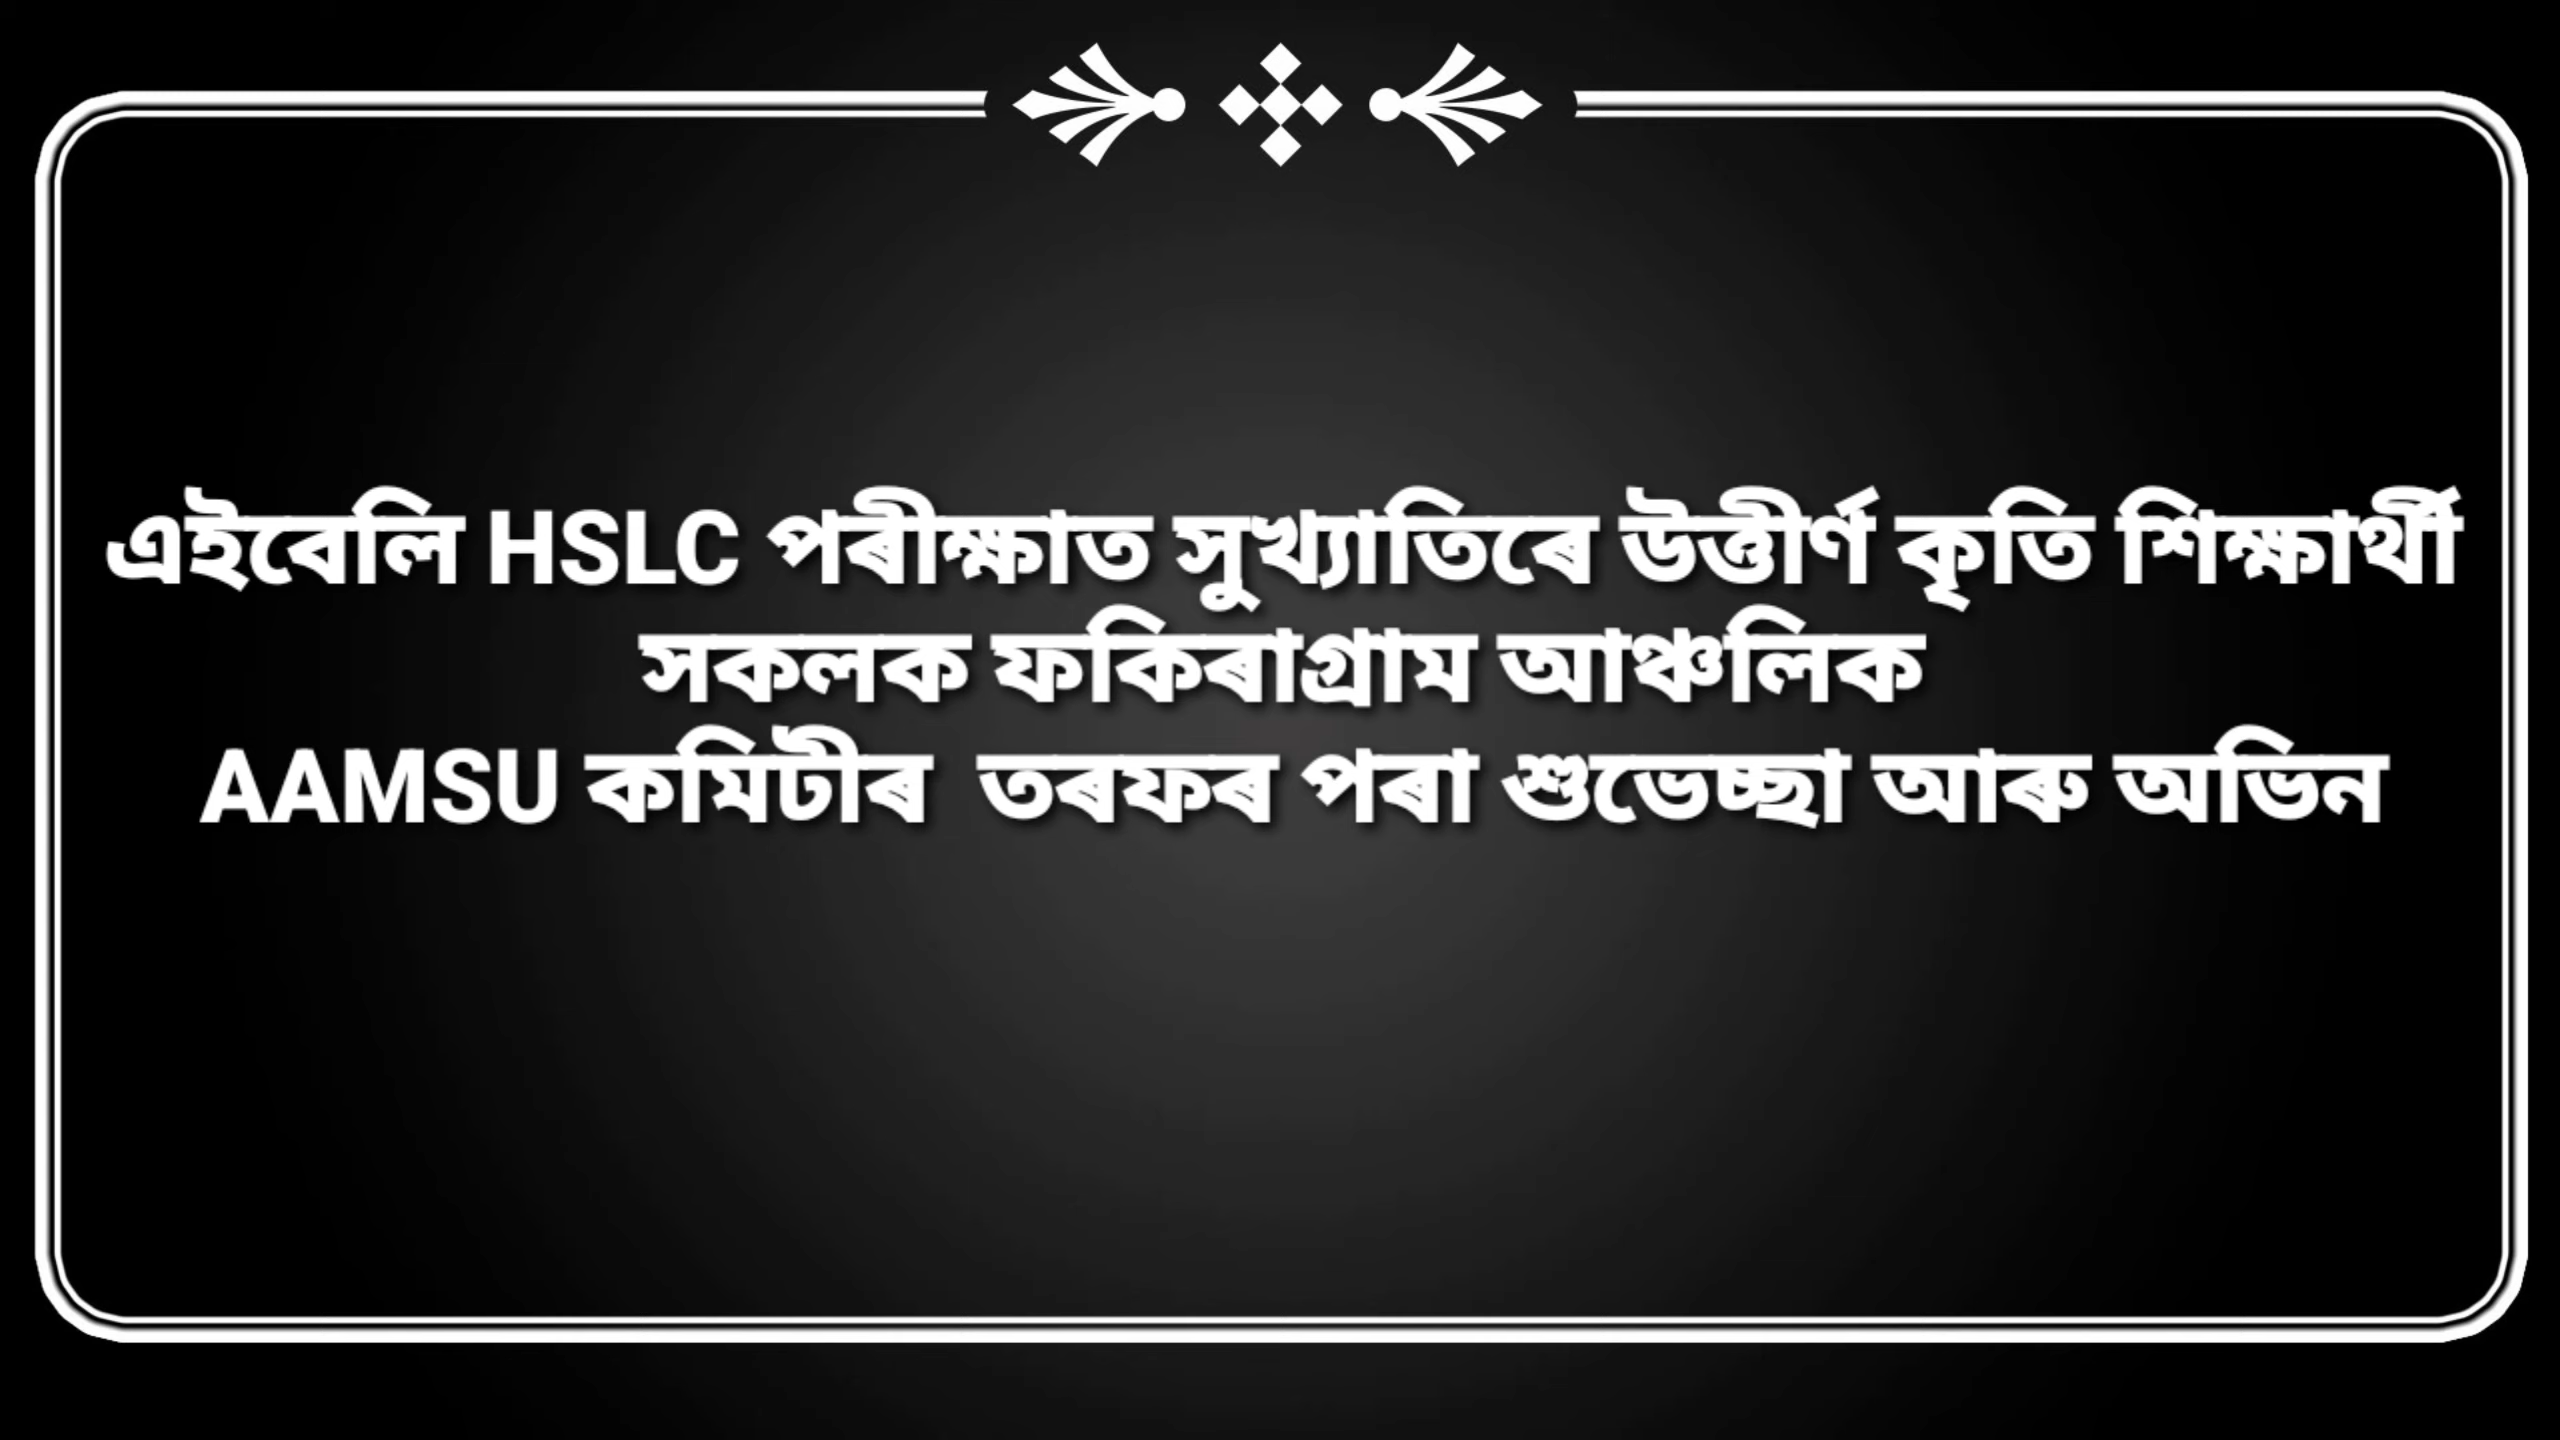 এইবেলি HSLC পৰীক্ষাত সুখ্যাতিৰে উত্তীৰ্ণ কৃতি শিক্ষাৰ্থী
সকলক ফকিৰাগ্ৰাম আঞ্চলিক
AAMSU কমিটীৰ তৰফৰ পৰা শুভেচ্ছা আৰু অভিন